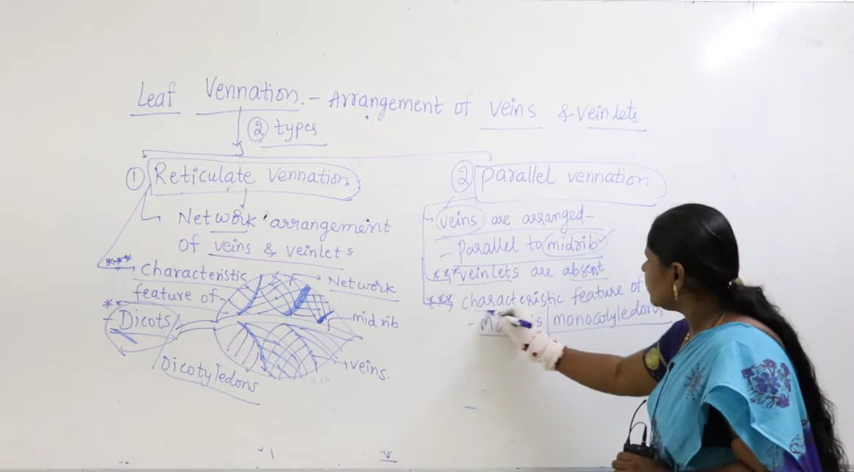 Leaf Vennation. - Arrangement of veins & veinlets
② types
① Reticulate vennation
Network arrangement
of veins & veinlets
*** characteristic
feature of
- Dicots
Dicotyledons
Network
midrib
veins.
② Parallel vennation
veins are arranged-
- Parallel to midrib
*** veinlets are absent
*** characteristic feature of
monocotyledons